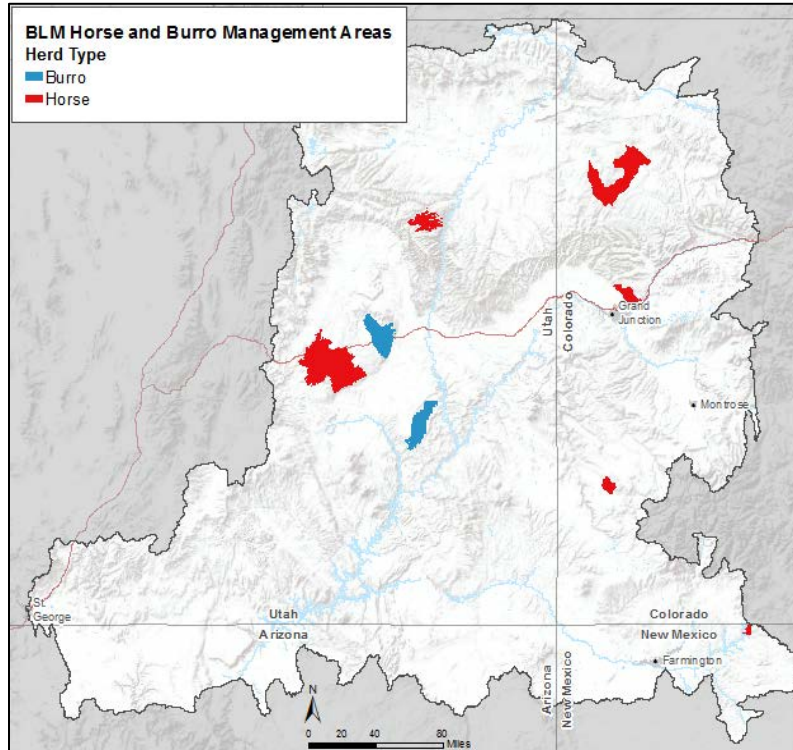 BLM Horse and Burro Management Areas
Herd Type
Burro
Horse
Utah
Colorado
Grand
Junction
Montrose
St.
George
Utah
Arizona
Colorado
New Mexico
Farmington
Arizona
New Mexico
N
0 20 40 80
Miles